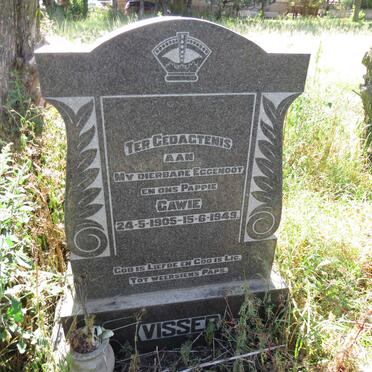 TER GEDAGTENIS
AAN
MY DIERBARE EGGENOOT
EN ONS PAPPIE
GAWIE
24-5-1905-15-6-1949.
GOD IS LIEFDE EN GOD IS LIG.
TOT WEERSIENS PAPS.
VISSER